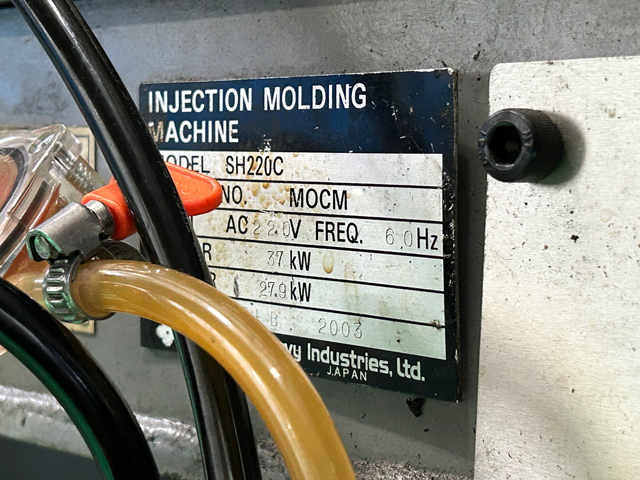 INJECTION MOLDING
MACHINE
MODEL SH220C
NO. MOCM
AC 220V FREQ. 60Hz
R 37 kW
27.9 kW
B. 2003
vy Industries, Ltd.
JAPAN